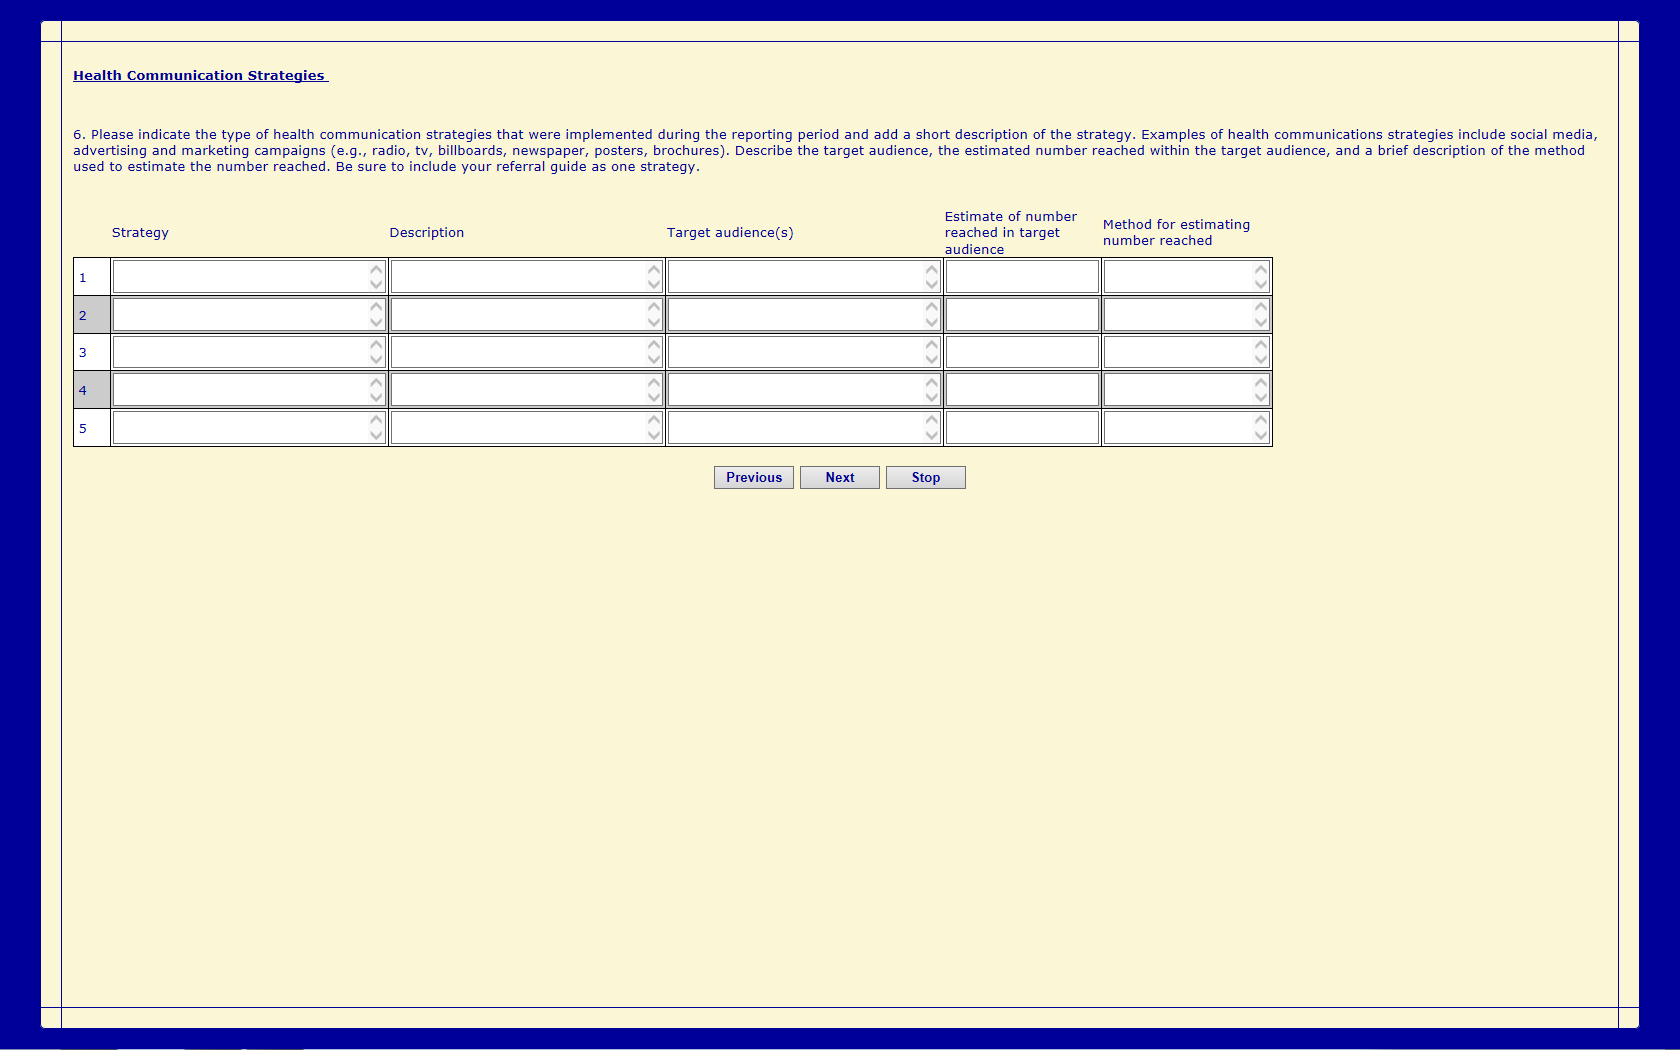 Health Communication Strategies
6. Please indicate the type of health communication strategies that were implemented during the reporting period and add a short description of the strategy. Examples of health communications strategies include social media,
advertising and marketing campaigns (e.g., radio, tv, billboards, newspaper, posters, brochures). Describe the target audience, the estimated number reached within the target audience, and a brief description of the method
used to estimate the number reached. Be sure to include your referral guide as one strategy.
Strategy
Description
Target audience(s)
Estimate of number
reached in target
audience
Method for estimating
number reached
1
2
3
4
5
Previous
Next
Stop